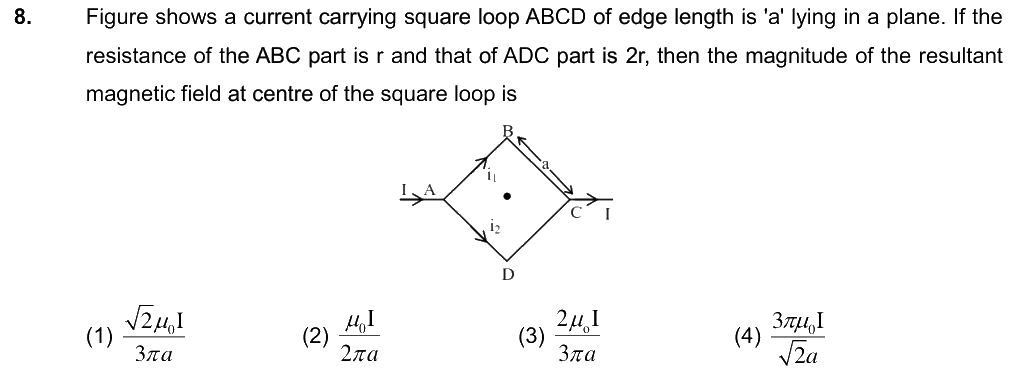 8. Figure shows a current carrying square loop ABCD of edge length is 'a' lying in a plane. If the
resistance of the ABC part is r and that of ADC part is 2r, then the magnitude of the resultant
magnetic field at centre of the square loop is
B
a
i₁
I A
C I
i₂
D
(1) √2μ₀I / 3πa (2) μ₀I / 2πa (3) 2μₒI / 3πa (4) 3πμ₀I / √2a